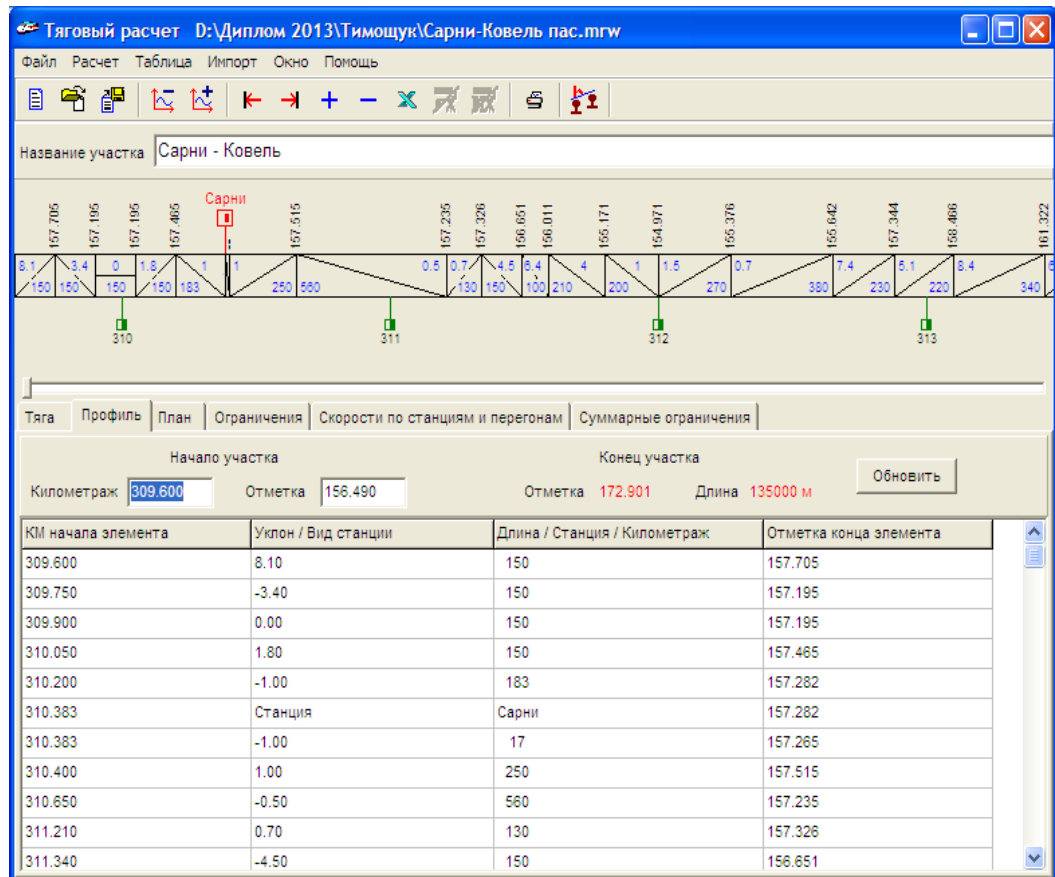 Тяговый расчет D:\Диплом 2013\Тимощук\Сарни-Ковель пас.mrw
Файл Расчет Таблица Импорт Окно Помощь
Название участка Сарни - Ковель
157.705 157.195 157.195 157.465 Сарни 157.515 157.235 157.326 156.651 156.011 155.171 154.971 155.376 155.642 157.344 158.466 161.322
8.1 3.4 0 1.8 1 1 0.5 0.7 4.5 6.4 4 1 1.5 0.7 7.4 5.1 8.4
150 150 150 150 183 250 560 130 150 100 210 200 270 380 230 220 340
310 311 312 313
Тяга Профиль План Ограничения Скорости по станциям и перегонам Суммарные ограничения
Начало участка Конец участка
Километраж 309.600 Отметка 156.490 Отметка 172.901 Длина 135000 м Обновить
КМ начала элемента Уклон / Вид станции Длина / Станция / Километраж Отметка конца элемента
309.600 8.10 150 157.705
309.750 -3.40 150 157.195
309.900 0.00 150 157.195
310.050 1.80 150 157.465
310.200 -1.00 183 157.282
310.383 Станция Сарни 157.282
310.383 -1.00 17 157.265
310.400 1.00 250 157.515
310.650 -0.50 560 157.235
311.210 0.70 130 157.326
311.340 -4.50 150 156.651